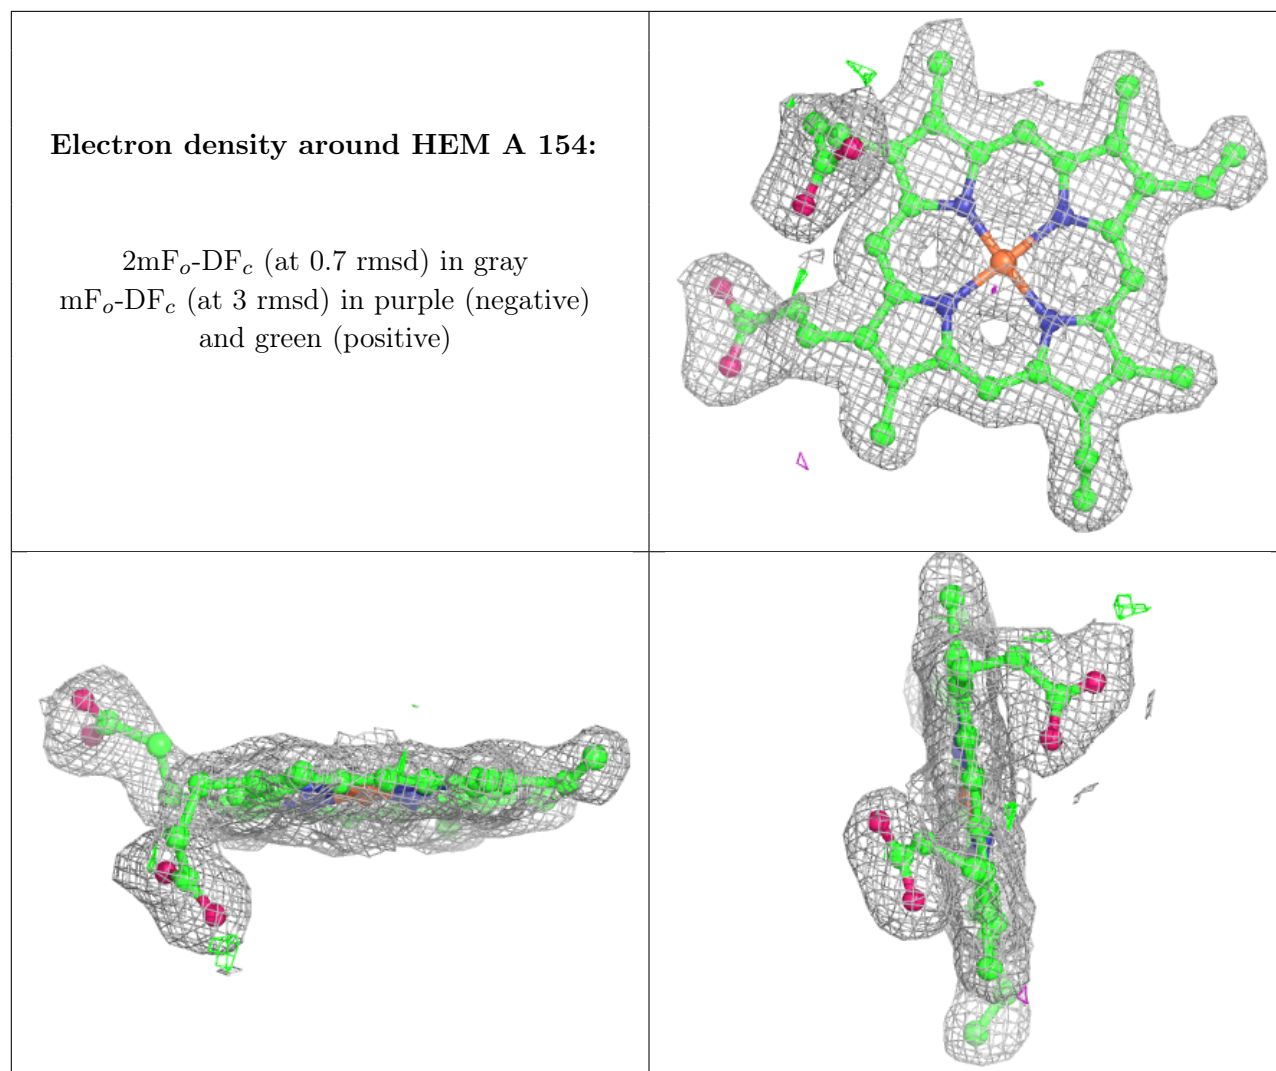 Electron density around HEM A 154:
2mFₒ-DF𝒸 (at 0.7 rmsd) in gray
mFₒ-DF𝒸 (at 3 rmsd) in purple (negative)
and green (positive)